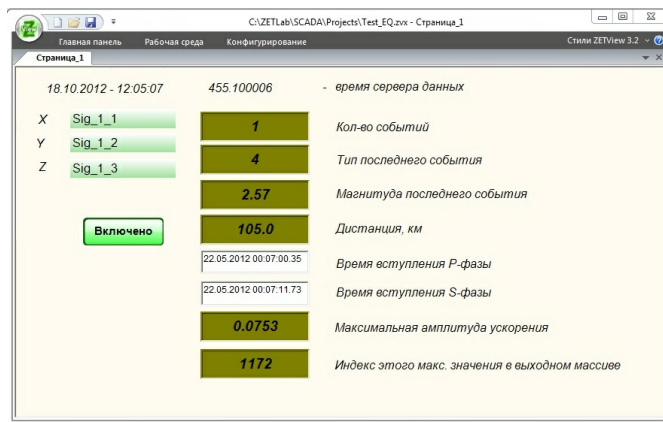 C:\ZETLab\SCADA\Projects\Test_EQ.zvx - Страница_1
Главная панель Рабочая среда Конфигурирование Стили ZETView 3.2
Страница_1
18.10.2012 - 12:05:07 455.100006 - время сервера данных
X Sig_1_1
1 Кол-во событий
Y Sig_1_2
4 Тип последнего события
Z Sig_1_3
2.57 Магнитуда последнего события
Включено 105.0 Дистанция, км
22.05.2012 00:07:00.35 Время вступления P-фазы
22.05.2012 00:07:11.73 Время вступления S-фазы
0.0753 Максимальная амплитуда ускорения
1172 Индекс этого макс. значения в выходном массиве